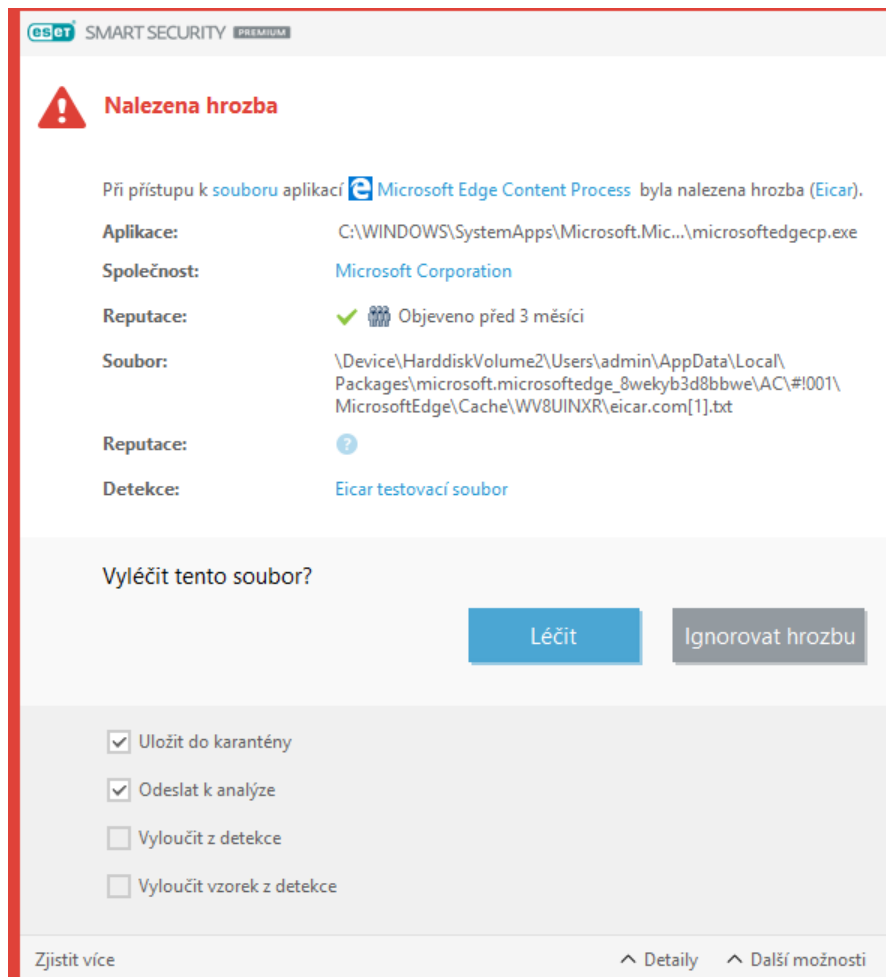 eset SMART SECURITY PREMIUM
Nalezena hrozba
Při přístupu k souboru aplikací Microsoft Edge Content Process byla nalezena hrozba (Eicar).
Aplikace: C:\WINDOWS\SystemApps\Microsoft.Mic...\microsoftedgecp.exe
Společnost: Microsoft Corporation
Reputace: Objeveno před 3 měsíci
Soubor: \Device\HarddiskVolume2\Users\admin\AppData\Local\
Packages\microsoft.microsoftedge_8wekyb3d8bbwe\AC\#!001\
MicrosoftEdge\Cache\WV8UINXR\eicar.com[1].txt
Reputace: ?
Detekce: Eicar testovací soubor
Vyléčit tento soubor?
Léčit Ignorovat hrozbu
Uložit do karantény
Odeslat k analýze
Vyloučit z detekce
Vyloučit vzorek z detekce
Zjistit více Detaily Další možnosti